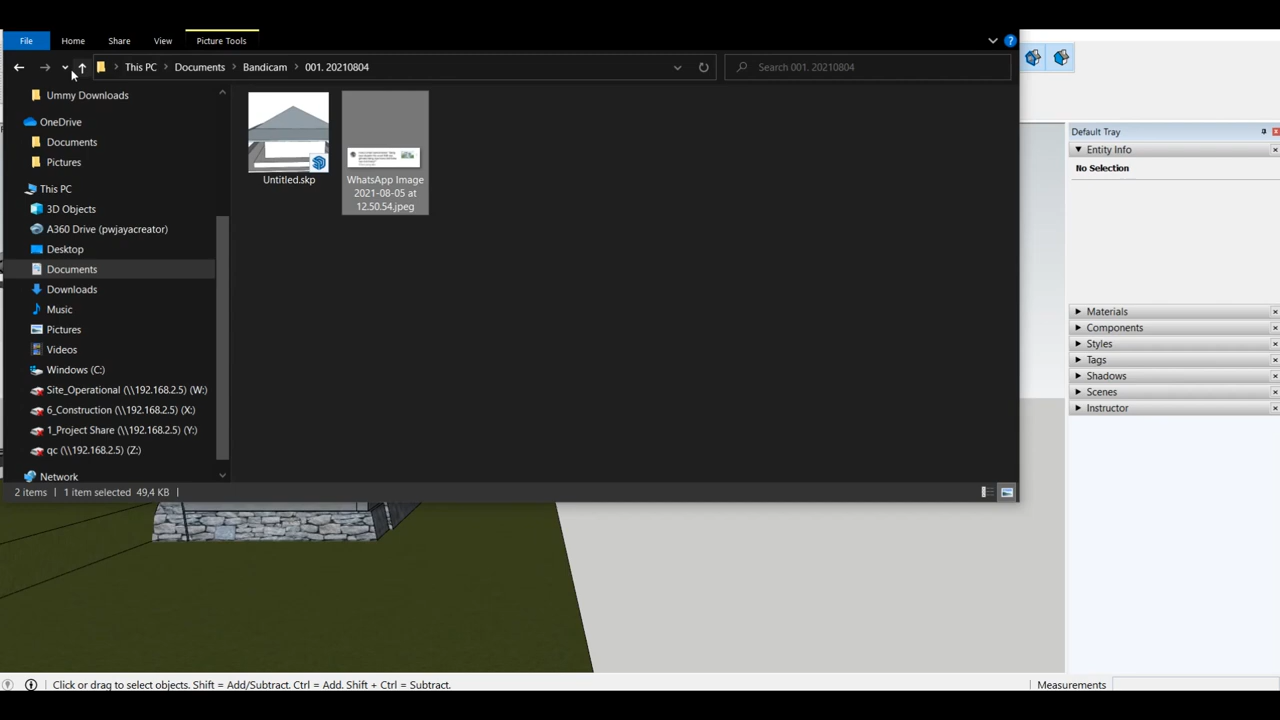 File Home Share View Picture Tools
This PC Documents Bandicam 001. 20210804
Search 001. 20210804
Ummy Downloads
OneDrive
Documents
Pictures
This PC
3D Objects
A360 Drive (pwjayacreator)
Desktop
Documents
Downloads
Music
Pictures
Videos
Windows (C:)
Site_Operational (\\192.168.2.5) (W:)
6_Construction (\\192.168.2.5) (X:)
1_Project Share (\\192.168.2.5) (Y:)
qc (\\192.168.2.5) (Z:)
Network
Untitled.skp
WhatsApp Image
2021-08-05 at
12.50.54.jpeg
2 items 1 item selected 49,4 KB
Default Tray
Entity Info
No Selection
Materials
Components
Styles
Tags
Shadows
Scenes
Instructor
Click or drag to select objects. Shift = Add/Subtract. Ctrl = Add. Shift + Ctrl = Subtract.
Measurements